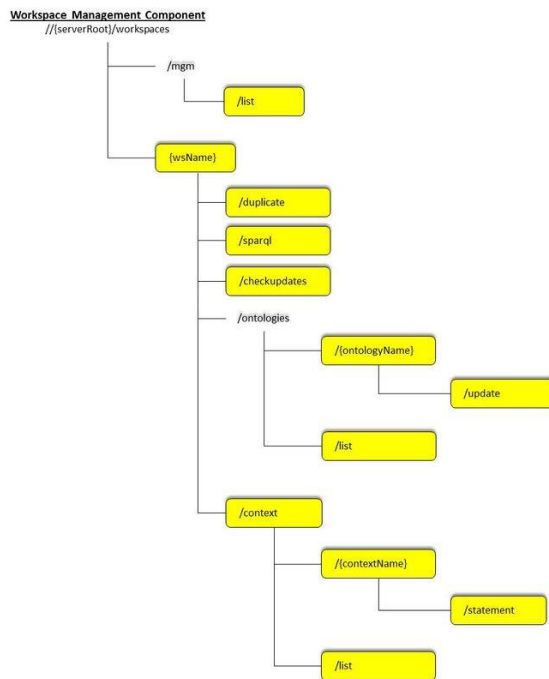 Workspace Management Component
//{serverRoot}/workspaces
/mgm
/list
{wsName}
/duplicate
/sparql
/checkupdates
/ontologies
/{ontologyName}
/update
/list
/context
/{contextName}
/statement
/list